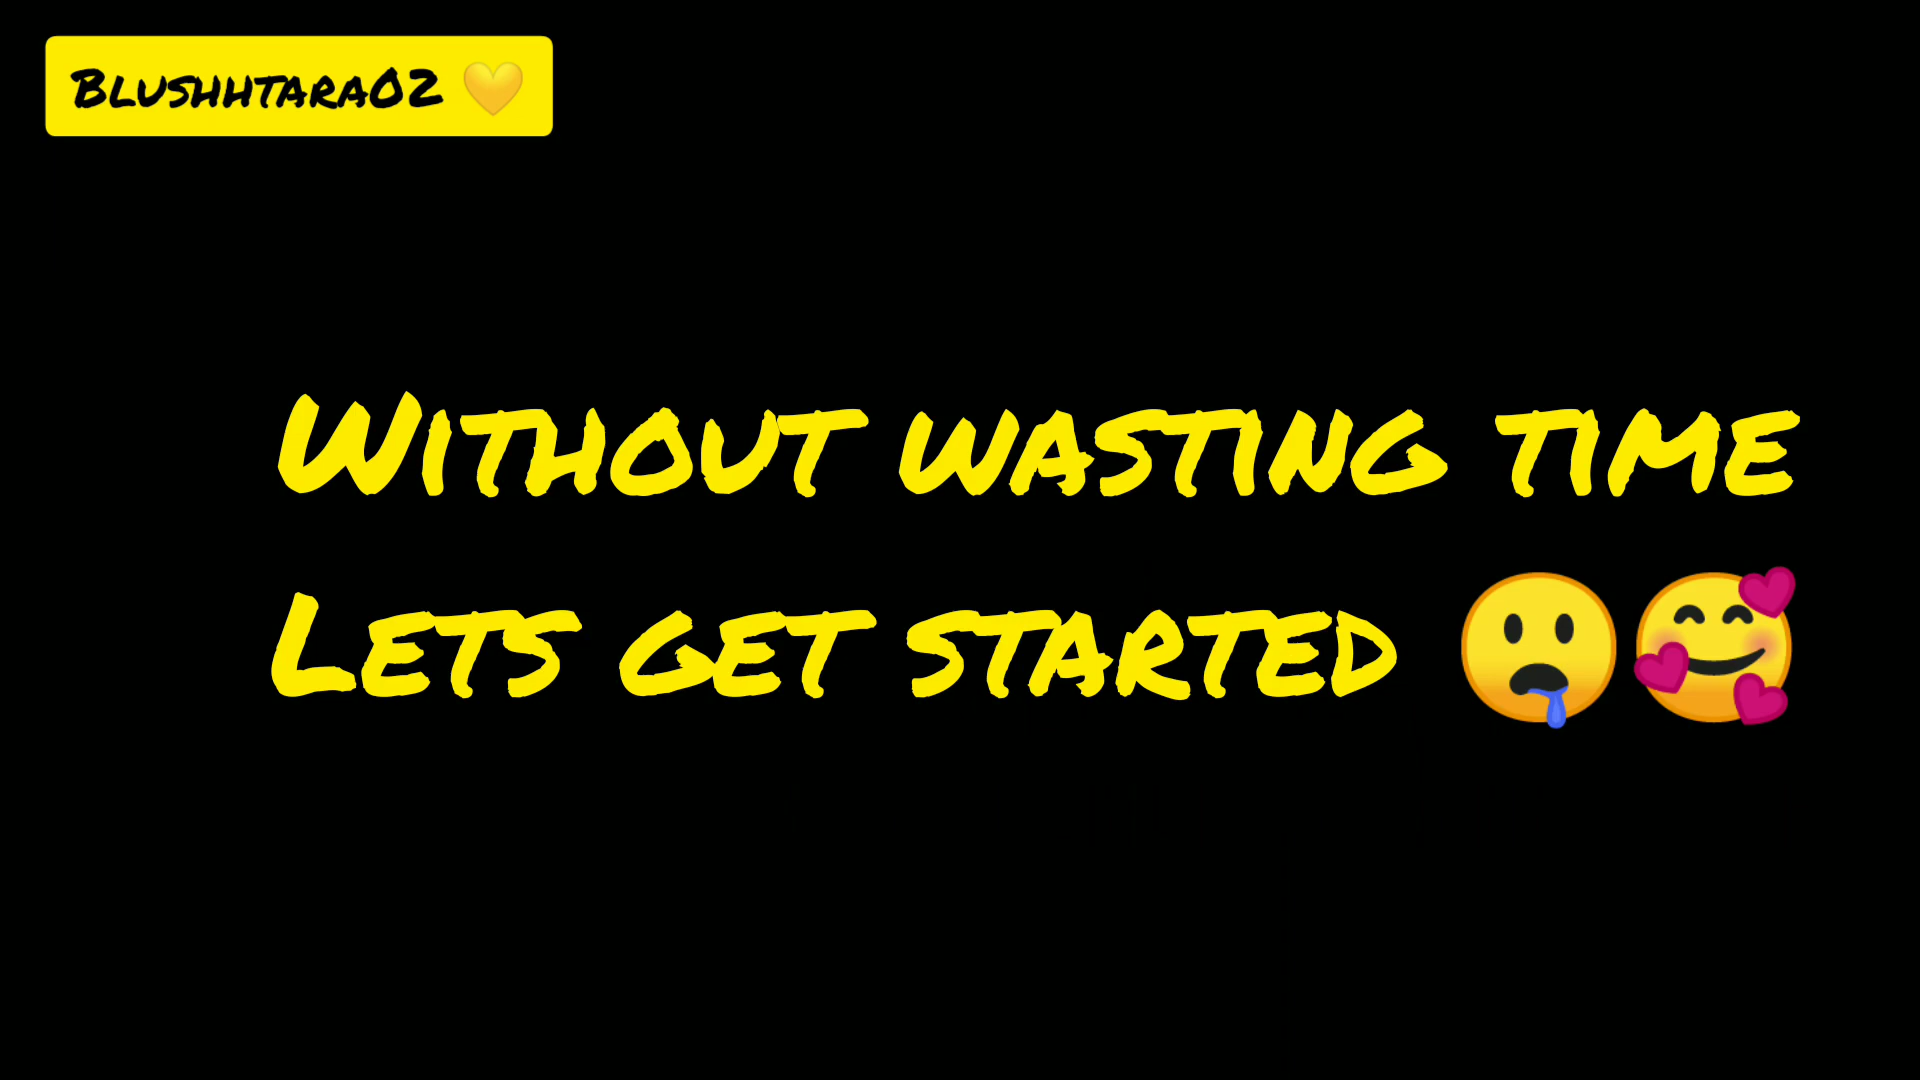 Blushhtara02 💛
Without wasting time
Lets get started 🤤🥰